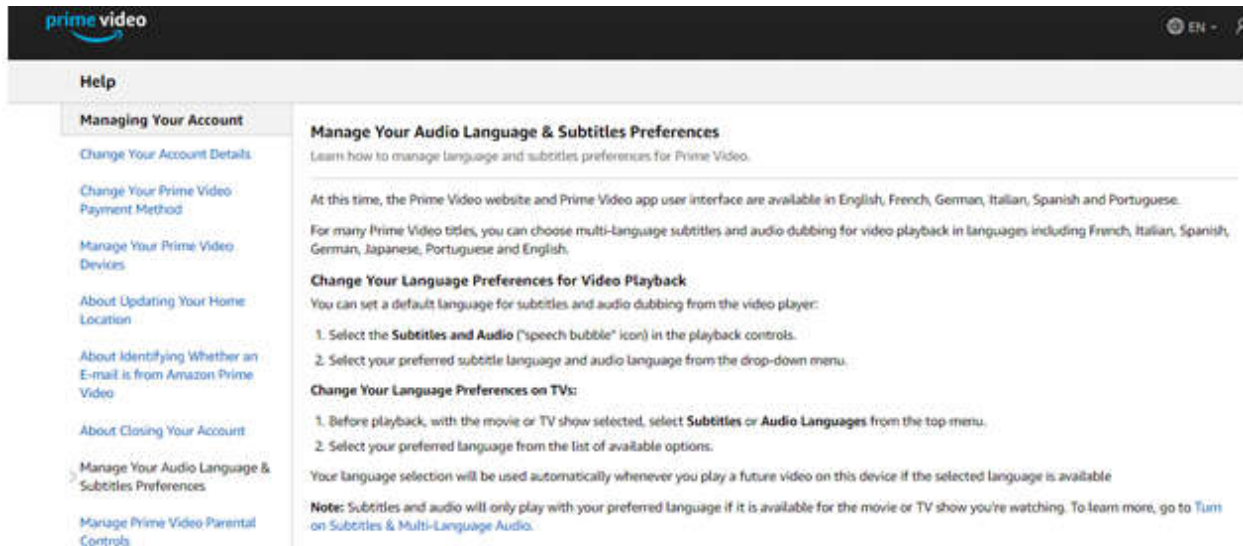 prime video
EN
Help
Managing Your Account
Change Your Account Details
Change Your Prime Video
Payment Method
Manage Your Prime Video
Devices
About Updating Your Home
Location
About Identifying Whether an
E-mail is from Amazon Prime
Video
About Closing Your Account
Manage Your Audio Language &
Subtitles Preferences
Manage Prime Video Parental
Controls
Manage Your Audio Language & Subtitles Preferences
Learn how to manage language and subtitles preferences for Prime Video.
At this time, the Prime Video website and Prime Video app user interface are available in English, French, German, Italian, Spanish and Portuguese.
For many Prime Video titles, you can choose multi-language subtitles and audio dubbing for video playback in languages including French, Italian, Spanish,
German, Japanese, Portuguese and English.
Change Your Language Preferences for Video Playback
You can set a default language for subtitles and audio dubbing from the video player:
1. Select the Subtitles and Audio ("speech bubble" icon) in the playback controls.
2. Select your preferred subtitle language and audio language from the drop-down menu.
Change Your Language Preferences on TVs:
1. Before playback, with the movie or TV show selected, select Subtitles or Audio Languages from the top menu.
2. Select your preferred language from the list of available options.
Your language selection will be used automatically whenever you play a future video on this device if the selected language is available
Note: Subtitles and audio will only play with your preferred language if it is available for the movie or TV show you're watching. To learn more, go to Turn
on Subtitles & Multi-Language Audio.